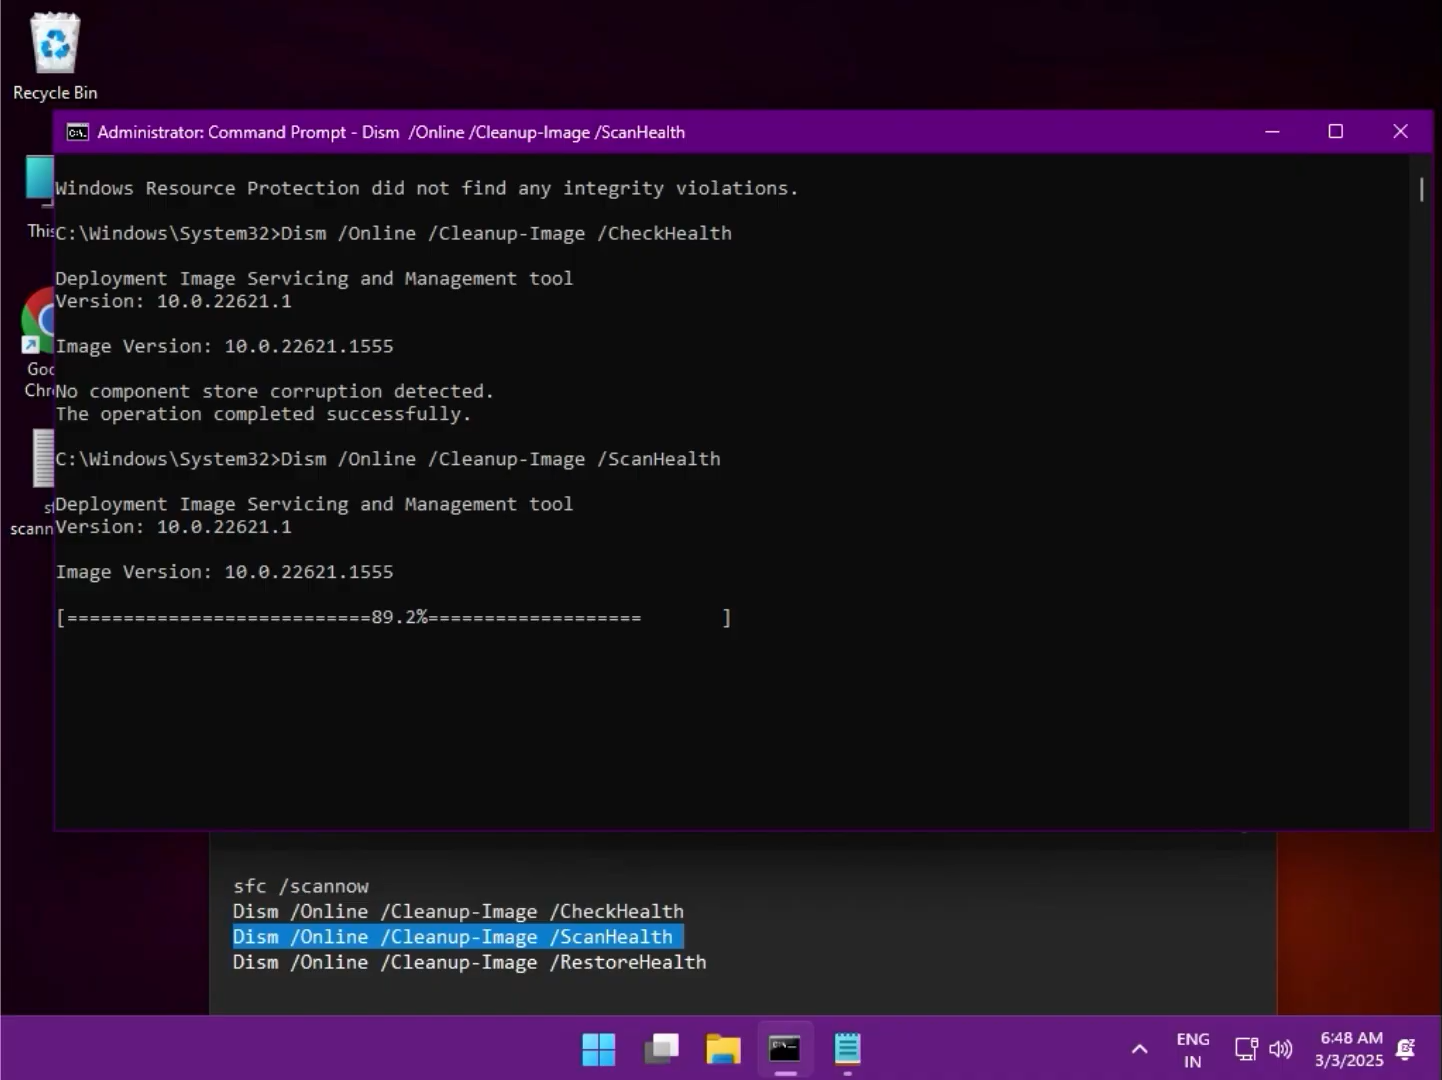 Recycle Bin
Administrator: Command Prompt - Dism /Online /Cleanup-Image /ScanHealth
Windows Resource Protection did not find any integrity violations.
This
C:\Windows\System32>Dism /Online /Cleanup-Image /CheckHealth
Deployment Image Servicing and Management tool
Version: 10.0.22621.1
Image Version: 10.0.22621.1555
Goo
Chr
No component store corruption detected.
The operation completed successfully.
C:\Windows\System32>Dism /Online /Cleanup-Image /ScanHealth
Deployment Image Servicing and Management tool
scann
Version: 10.0.22621.1
Image Version: 10.0.22621.1555
[===========================89.2%=================== ]
sfc /scannow
Dism /Online /Cleanup-Image /CheckHealth
Dism /Online /Cleanup-Image /ScanHealth
Dism /Online /Cleanup-Image /RestoreHealth
ENG
IN
6:48 AM
3/3/2025